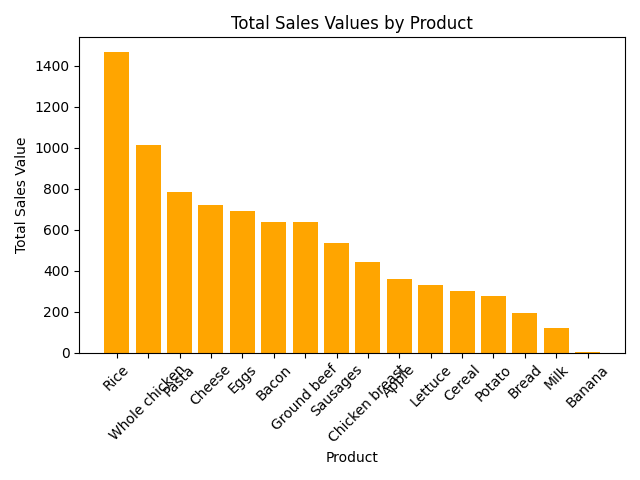 Total Sales Values by Product
Total Sales Value
1400
1200
1000
800
600
400
200
0
Rice
Whole chicken
Pasta
Cheese
Eggs
Bacon
Ground beef
Sausages
Chicken breast
Apple
Lettuce
Cereal
Potato
Bread
Milk
Banana
Product